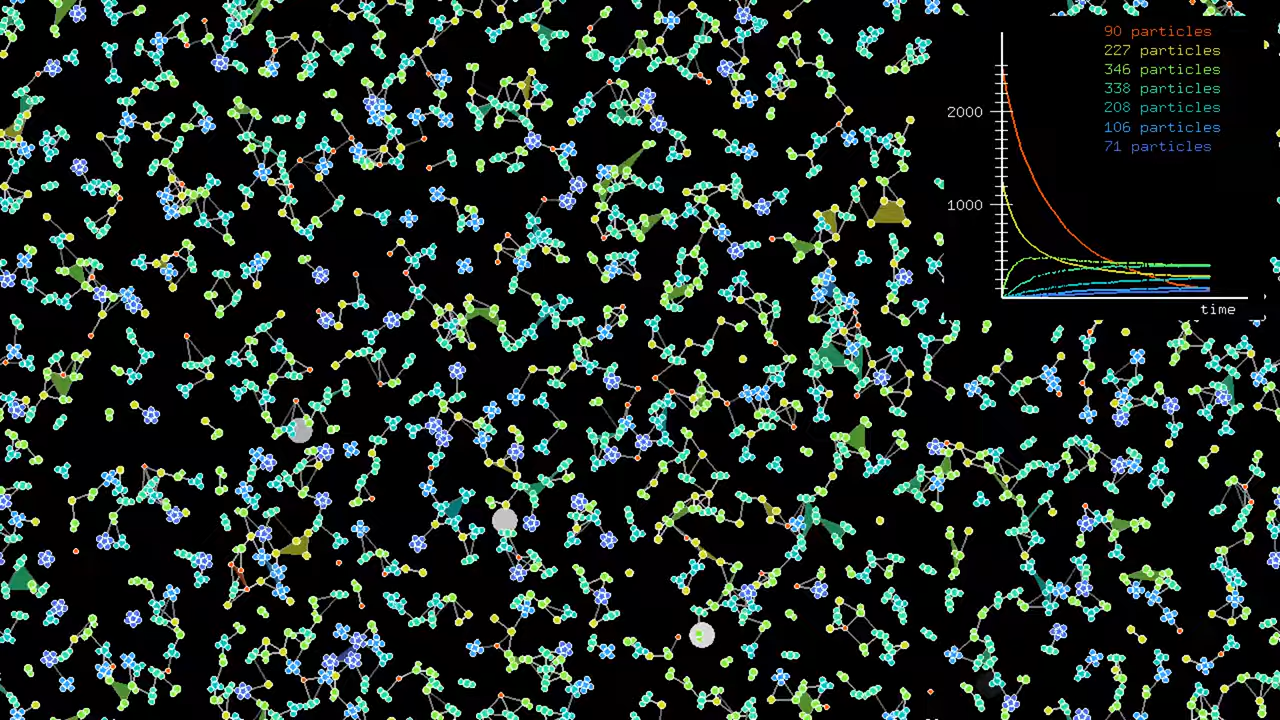 90 particles
227 particles
346 particles
338 particles
208 particles
106 particles
71 particles
2000
1000
time